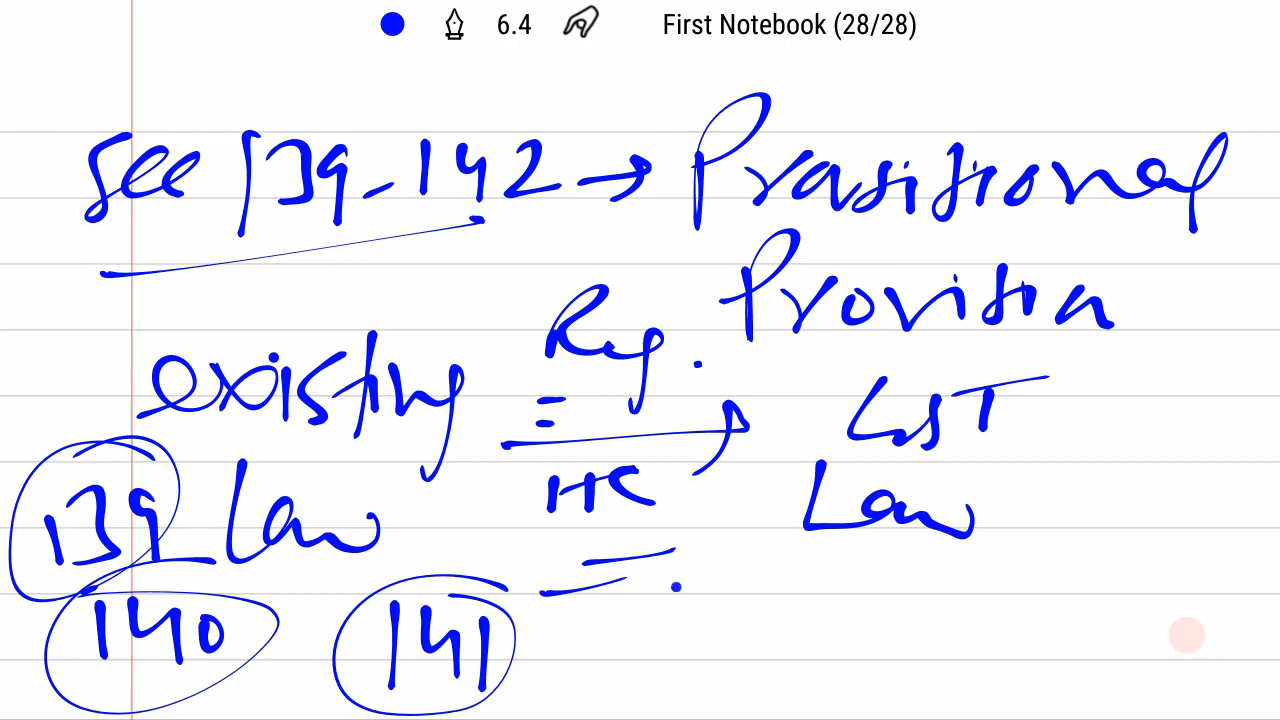 6.4 First Notebook (28/28)
See 139-142 → Prasitional
Provision
existing Reg. GST
139 Law ITC Law
140 141